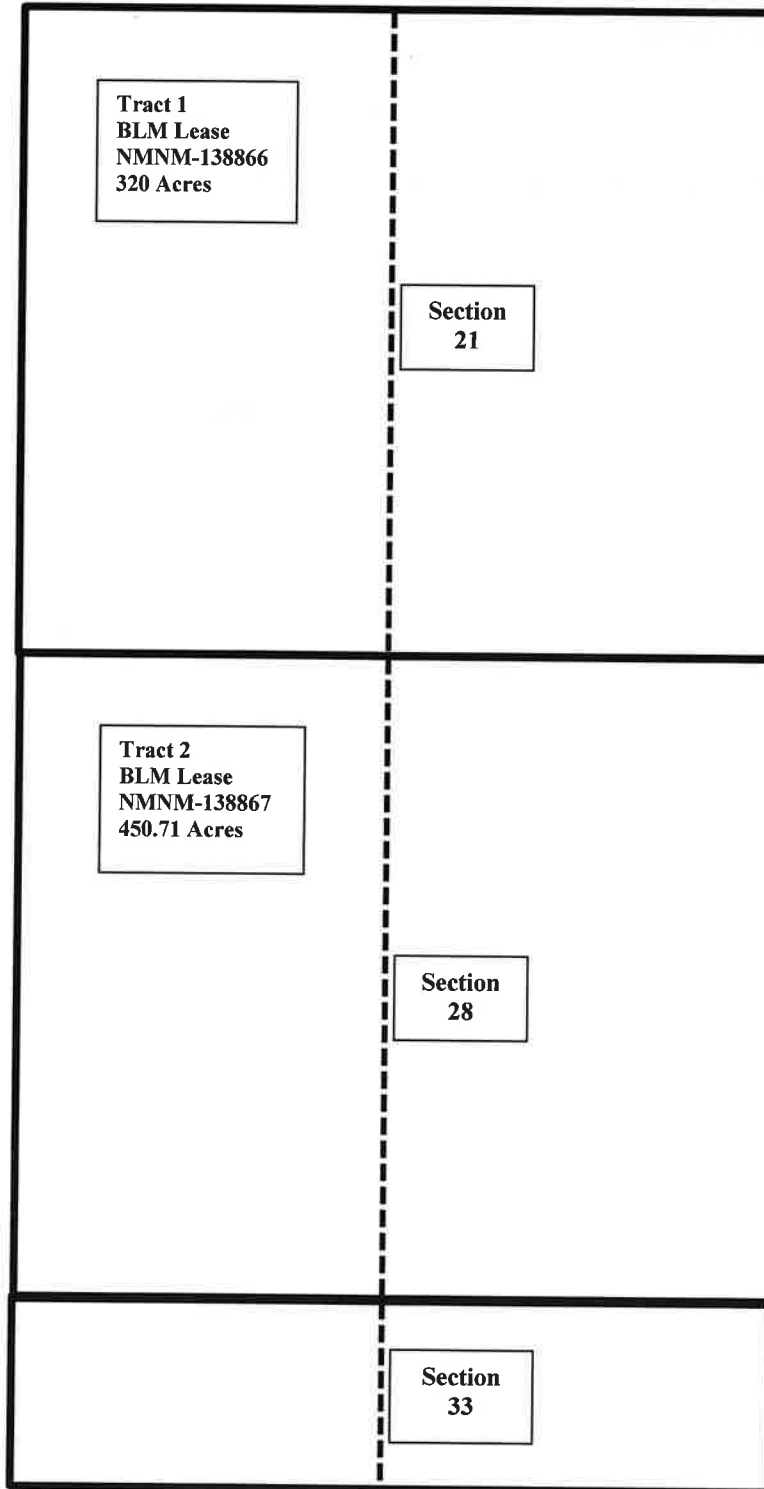 Tract 1
BLM Lease
NMNM-138866
320 Acres
Section
21
Tract 2
BLM Lease
NMNM-138867
450.71 Acres
Section
28
Section
33